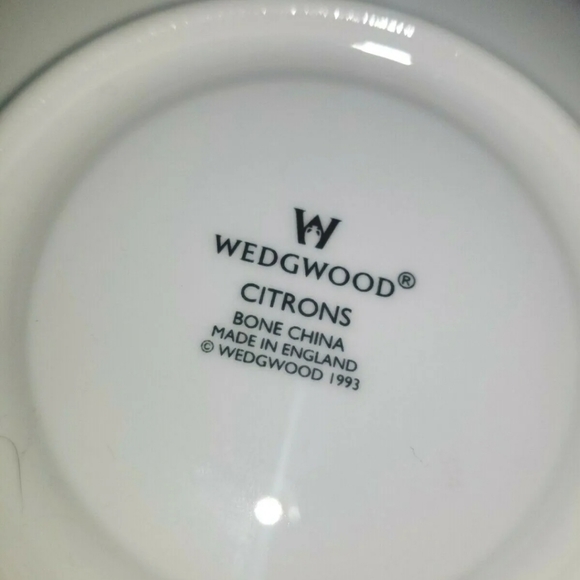 W
WEDGWOOD®
CITRONS
BONE CHINA
MADE IN ENGLAND
© WEDGWOOD 1993